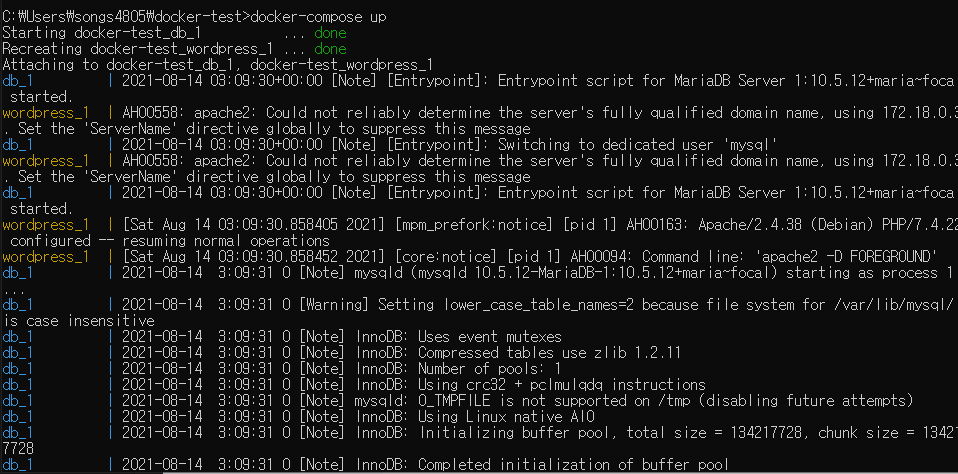 C:₩Users₩songs4805₩docker-test>docker-compose up
Starting docker-test_db_1 ... done
Recreating docker-test_wordpress_1 ... done
Attaching to docker-test_db_1, docker-test_wordpress_1
db_1 | 2021-08-14 03:09:30+00:00 [Note] [Entrypoint]: Entrypoint script for MariaDB Server 1:10.5.12+maria~foca
started.
wordpress_1 | AH00558: apache2: Could not reliably determine the server's fully qualified domain name, using 172.18.0.3
. Set the 'ServerName' directive globally to suppress this message
db_1 | 2021-08-14 03:09:30+00:00 [Note] [Entrypoint]: Switching to dedicated user 'mysql'
wordpress_1 | AH00558: apache2: Could not reliably determine the server's fully qualified domain name, using 172.18.0.3
. Set the 'ServerName' directive globally to suppress this message
db_1 | 2021-08-14 03:09:30+00:00 [Note] [Entrypoint]: Entrypoint script for MariaDB Server 1:10.5.12+maria~foca
started.
wordpress_1 | [Sat Aug 14 03:09:30.858405 2021] [mpm_prefork:notice] [pid 1] AH00163: Apache/2.4.38 (Debian) PHP/7.4.22
configured -- resuming normal operations
wordpress_1 | [Sat Aug 14 03:09:30.858452 2021] [core:notice] [pid 1] AH00094: Command line: 'apache2 -D FOREGROUND'
db_1 | 2021-08-14 3:09:31 0 [Note] mysqld (mysqld 10.5.12-MariaDB-1:10.5.12+maria~focal) starting as process 1
...
db_1 | 2021-08-14 3:09:31 0 [Warning] Setting lower_case_table_names=2 because file system for /var/lib/mysql/
is case insensitive
db_1 | 2021-08-14 3:09:31 0 [Note] InnoDB: Uses event mutexes
db_1 | 2021-08-14 3:09:31 0 [Note] InnoDB: Compressed tables use zlib 1.2.11
db_1 | 2021-08-14 3:09:31 0 [Note] InnoDB: Number of pools: 1
db_1 | 2021-08-14 3:09:31 0 [Note] InnoDB: Using crc32 + pclmulqdq instructions
db_1 | 2021-08-14 3:09:31 0 [Note] mysqld: O_TMPFILE is not supported on /tmp (disabling future attempts)
db_1 | 2021-08-14 3:09:31 0 [Note] InnoDB: Using Linux native AIO
db_1 | 2021-08-14 3:09:31 0 [Note] InnoDB: Initializing buffer pool, total size = 134217728, chunk size = 13421
7728
db_1 | 2021-08-14 3:09:31 0 [Note] InnoDB: Completed initialization of buffer pool